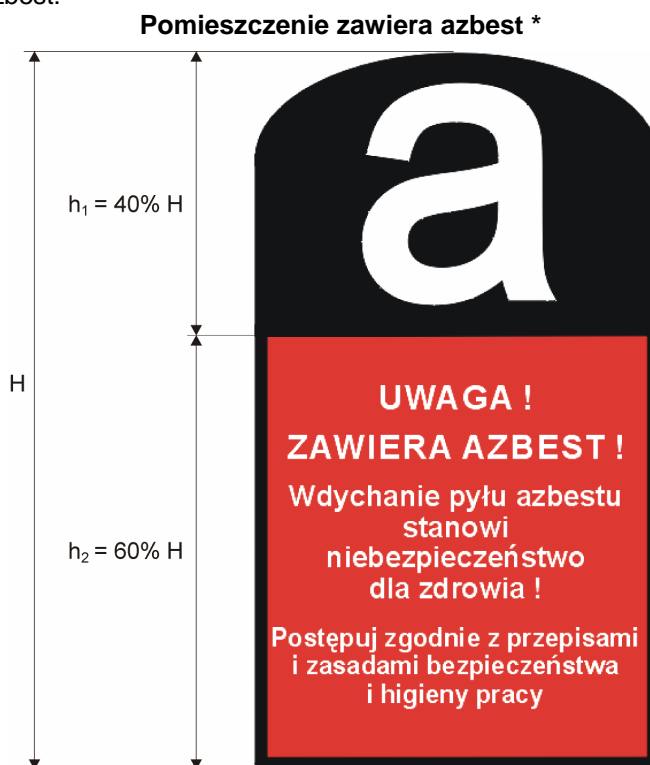 zbest.
Pomieszczenie zawiera azbest *
a
h₁ = 40% H
H
UWAGA !
ZAWIERA AZBEST !
Wdychanie pyłu azbestu
stanowi
niebezpieczeństwo
dla zdrowia !
h₂ = 60% H
Postępuj zgodnie z przepisami
i zasadami bezpieczeństwa
i higieny pracy